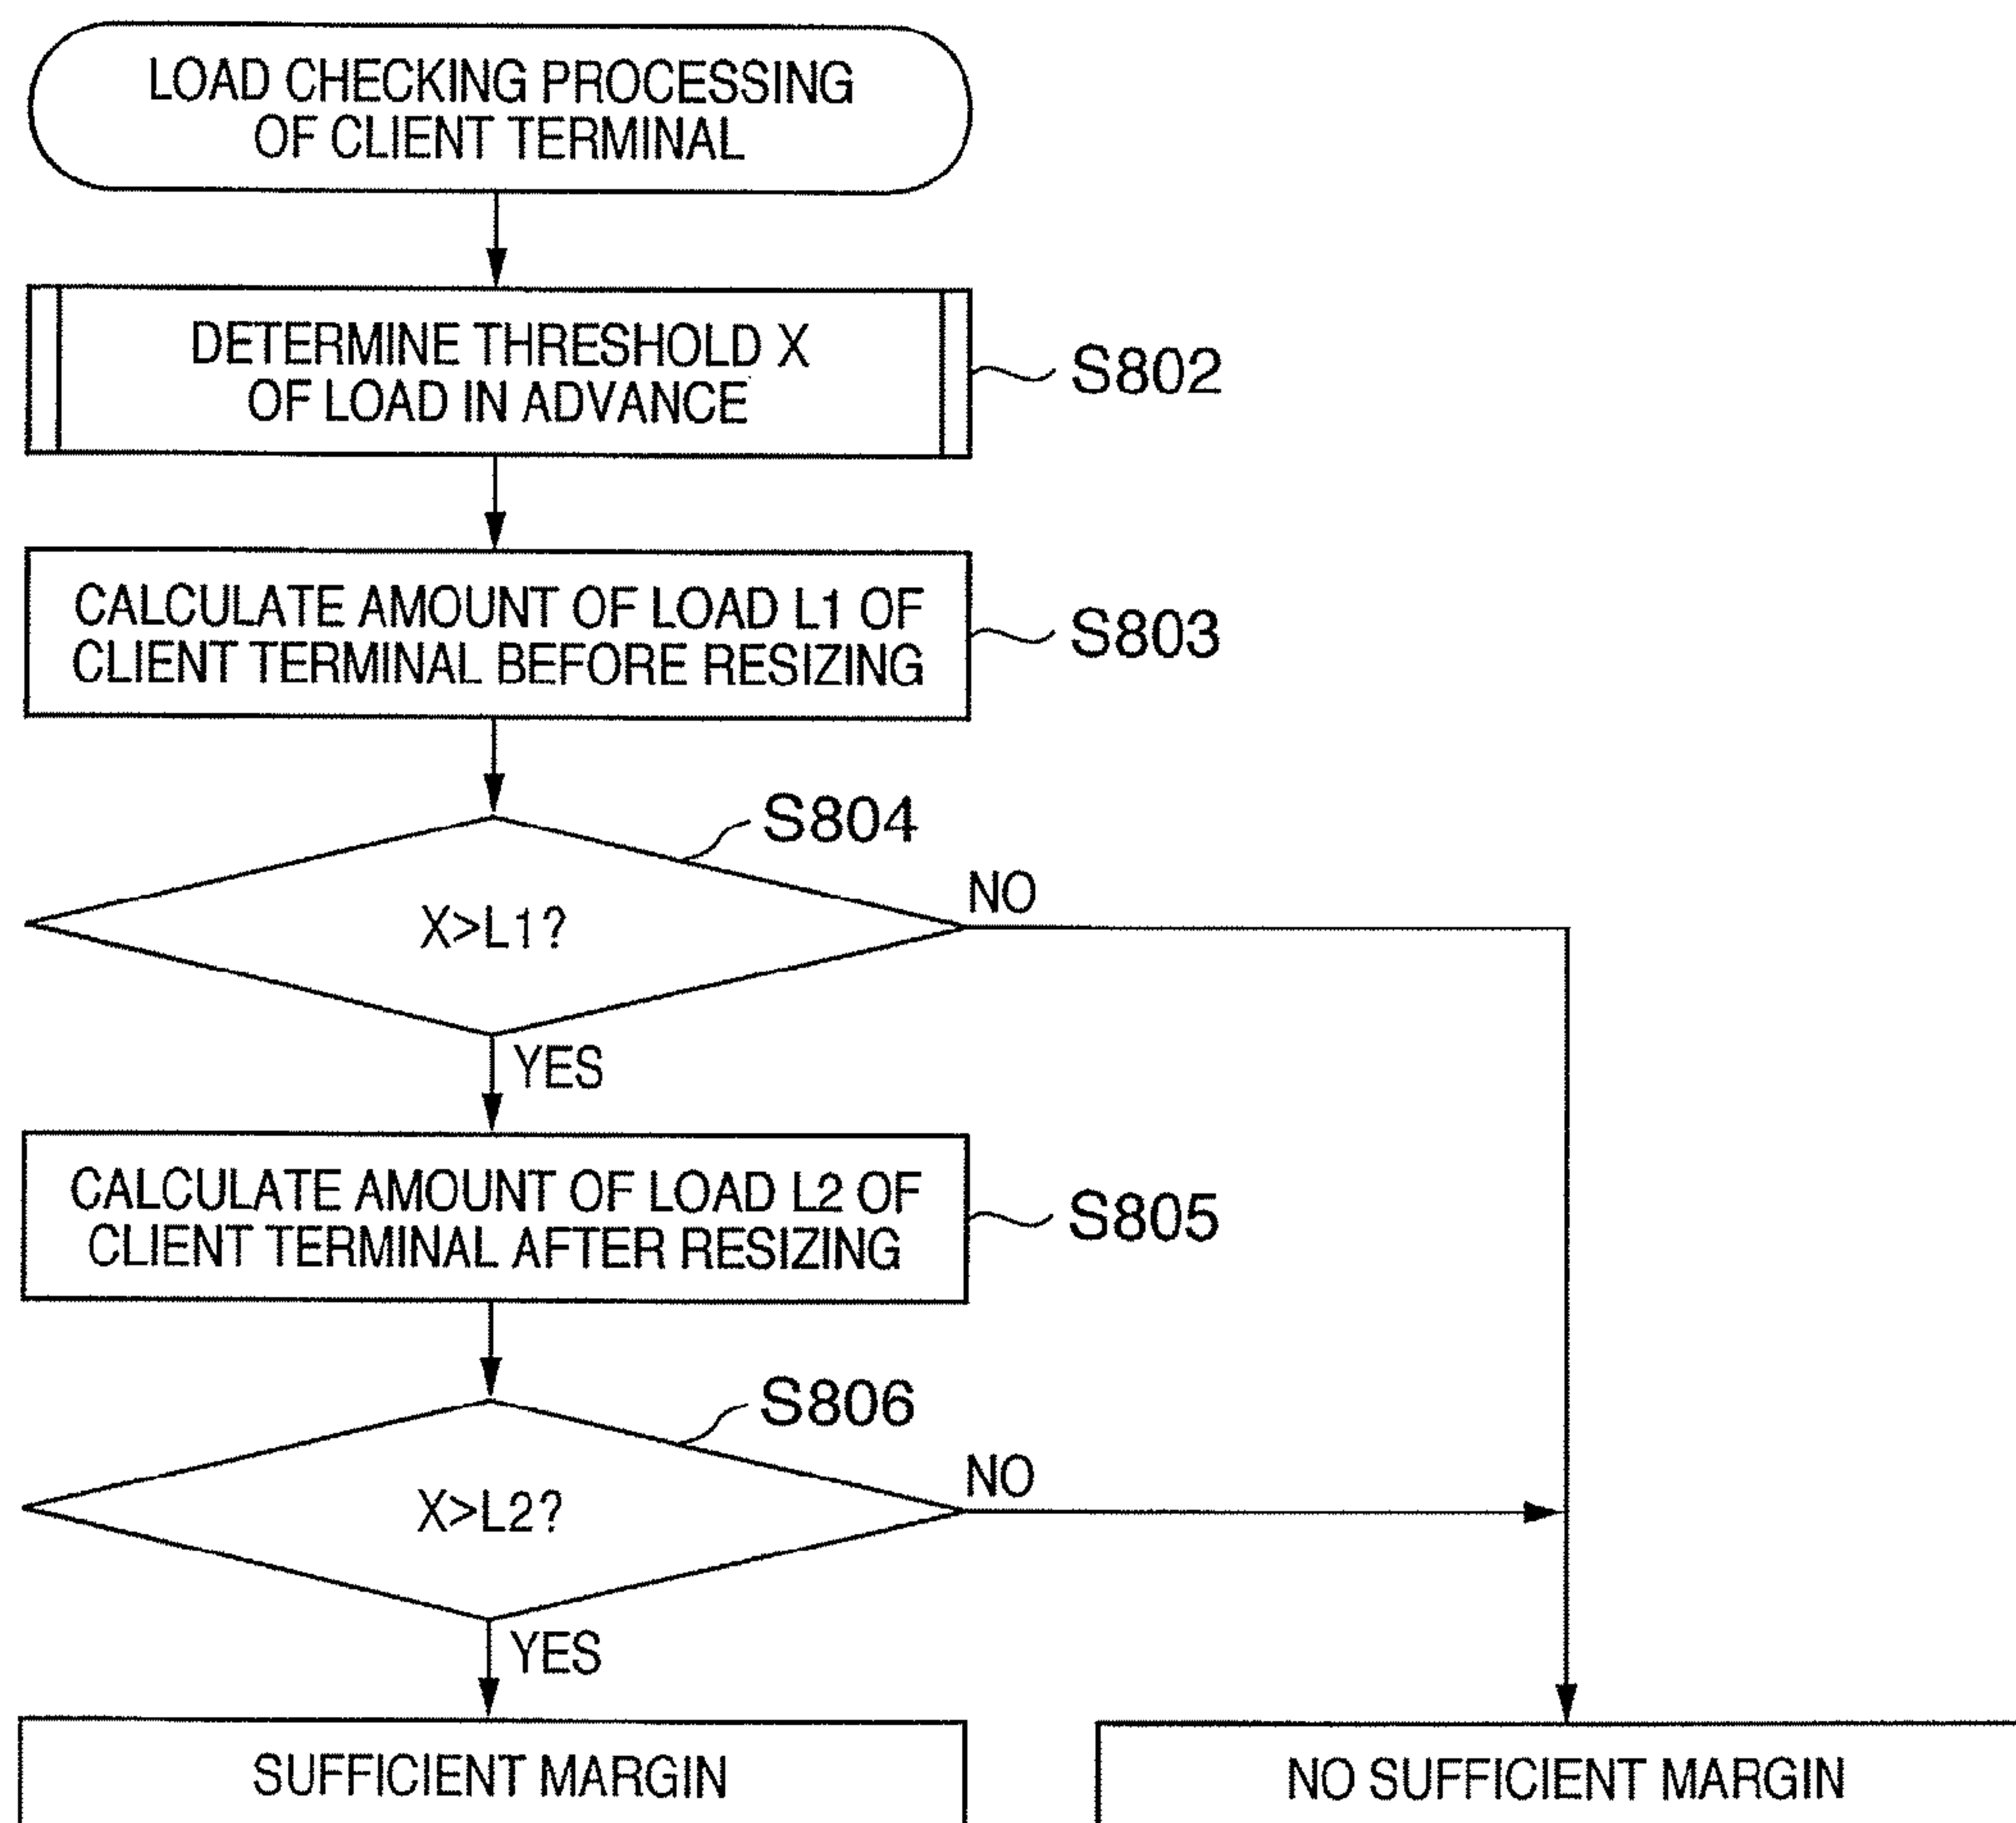 LOAD CHECKING PROCESSING
OF CLIENT TERMINAL
DETERMINE THRESHOLD X
OF LOAD IN ADVANCE
S802
CALCULATE AMOUNT OF LOAD L1 OF
CLIENT TERMINAL BEFORE RESIZING
S803
S804
X>L1?
NO
YES
CALCULATE AMOUNT OF LOAD L2 OF
CLIENT TERMINAL AFTER RESIZING
S805
S806
X>L2?
NO
YES
SUFFICIENT MARGIN
NO SUFFICIENT MARGIN